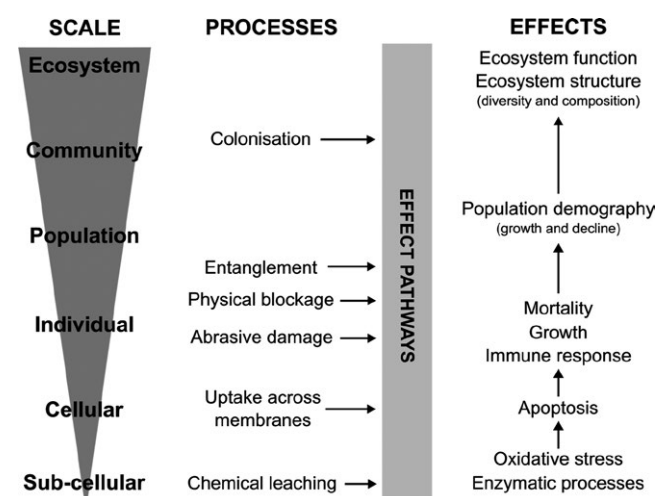 SCALE
Ecosystem
Community
Population
Individual
Cellular
Sub-cellular
PROCESSES
Colonisation
Entanglement
Physical blockage
Abrasive damage
Uptake across
membranes
Chemical leaching
EFFECT PATHWAYS
EFFECTS
Ecosystem function
Ecosystem structure
(diversity and composition)
Population demography
(growth and decline)
Mortality
Growth
Immune response
Apoptosis
Oxidative stress
Enzymatic processes